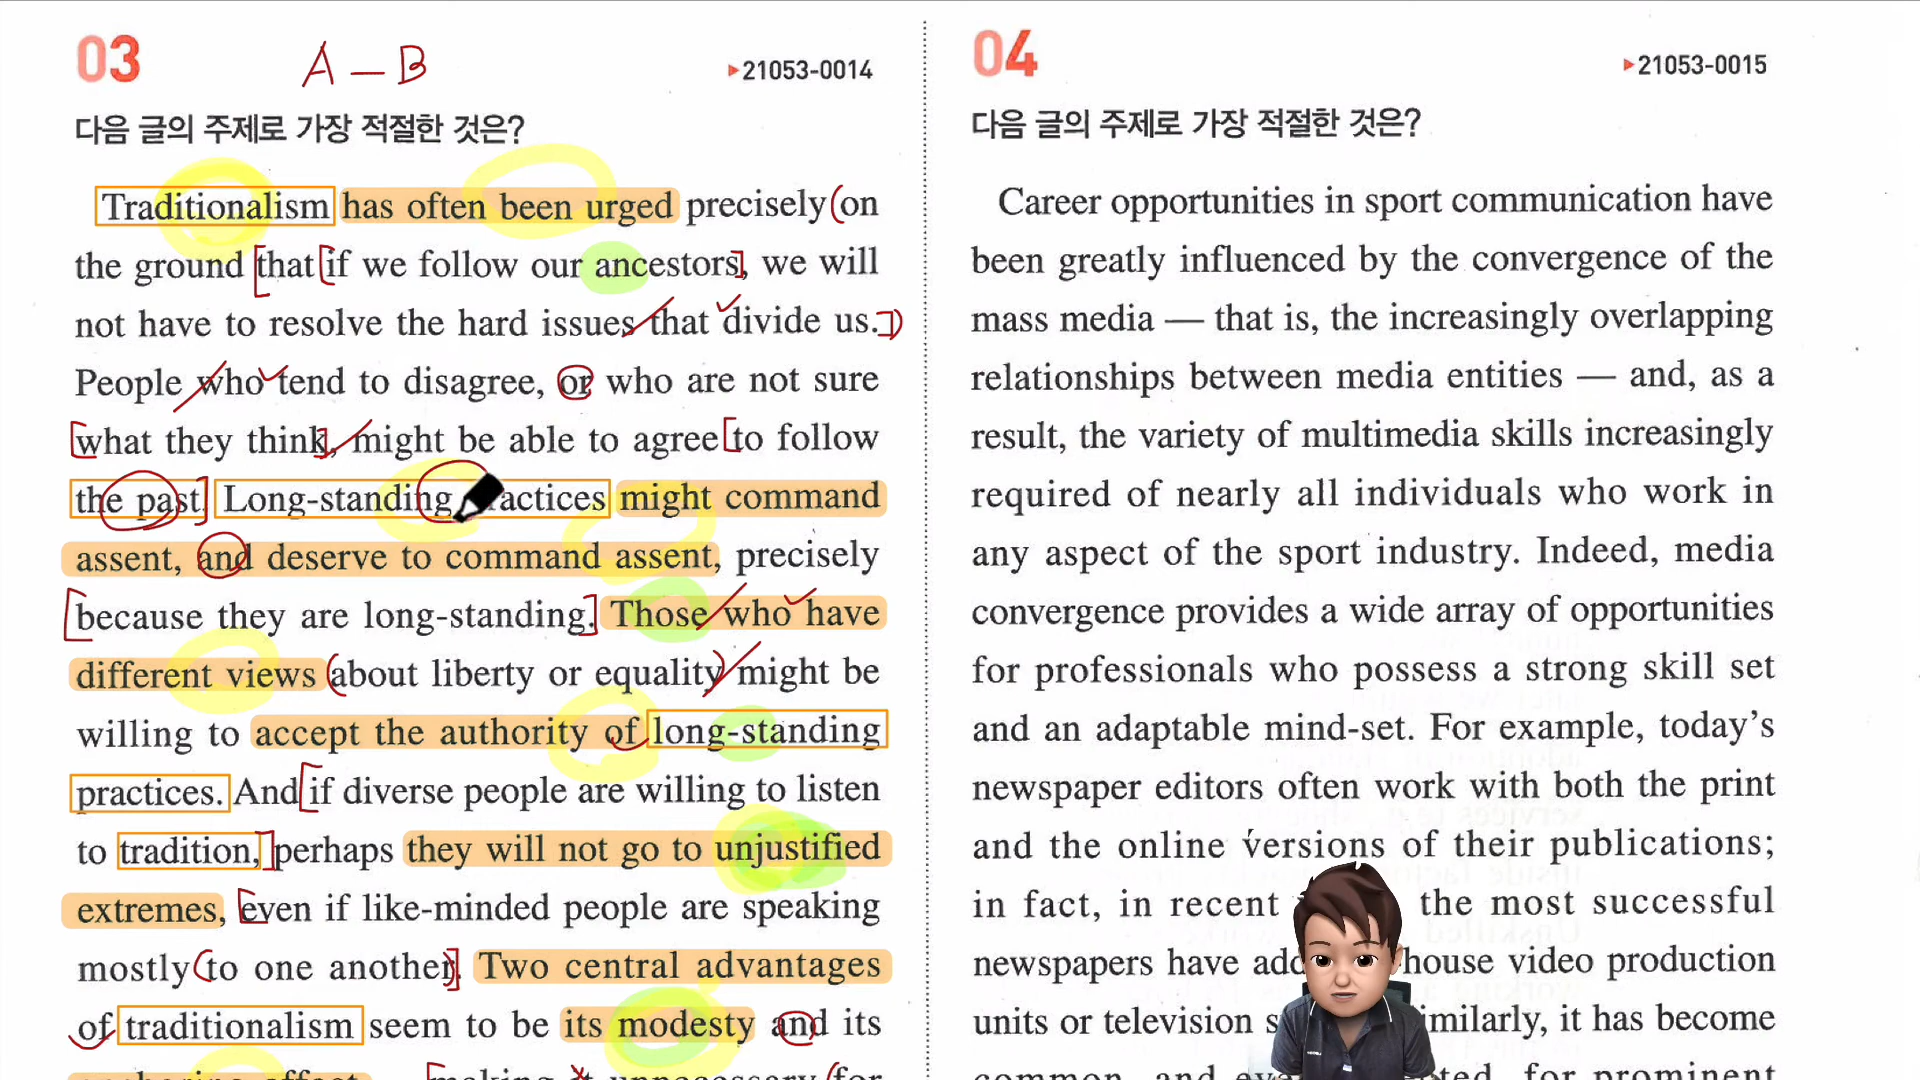 03
A – B
▶21053-0014
다음 글의 주제로 가장 적절한 것은?
Traditionalism has often been urged precisely on
the ground that if we follow our ancestors, we will
not have to resolve the hard issues that divide us.
People who tend to disagree, or who are not sure
what they think, might be able to agree to follow
the past. Long-standing might command
assent, and deserve to command assent, precisely
because they are long-standing. Those who have
different views about liberty or equality might be
willing to accept the authority of long-standing
practices. And if diverse people are willing to listen
to tradition, perhaps they will not go to unjustified
extremes, even if like-minded people are speaking
mostly to one another. Two central advantages
of traditionalism seem to be its modesty and its
unnecessary for
04
▶21053-0015
다음 글의 주제로 가장 적절한 것은?
Career opportunities in sport communication have
been greatly influenced by the convergence of the
mass media — that is, the increasingly overlapping
relationships between media entities — and, as a
result, the variety of multimedia skills increasingly
required of nearly all individuals who work in
any aspect of the sport industry. Indeed, media
convergence provides a wide array of opportunities
for professionals who possess a strong skill set
and an adaptable mind-set. For example, today's
newspaper editors often work with both the print
and the online versions of their publications;
in fact, in recent the most successful
newspapers have house video production
units or television it has become
common, and for prominent